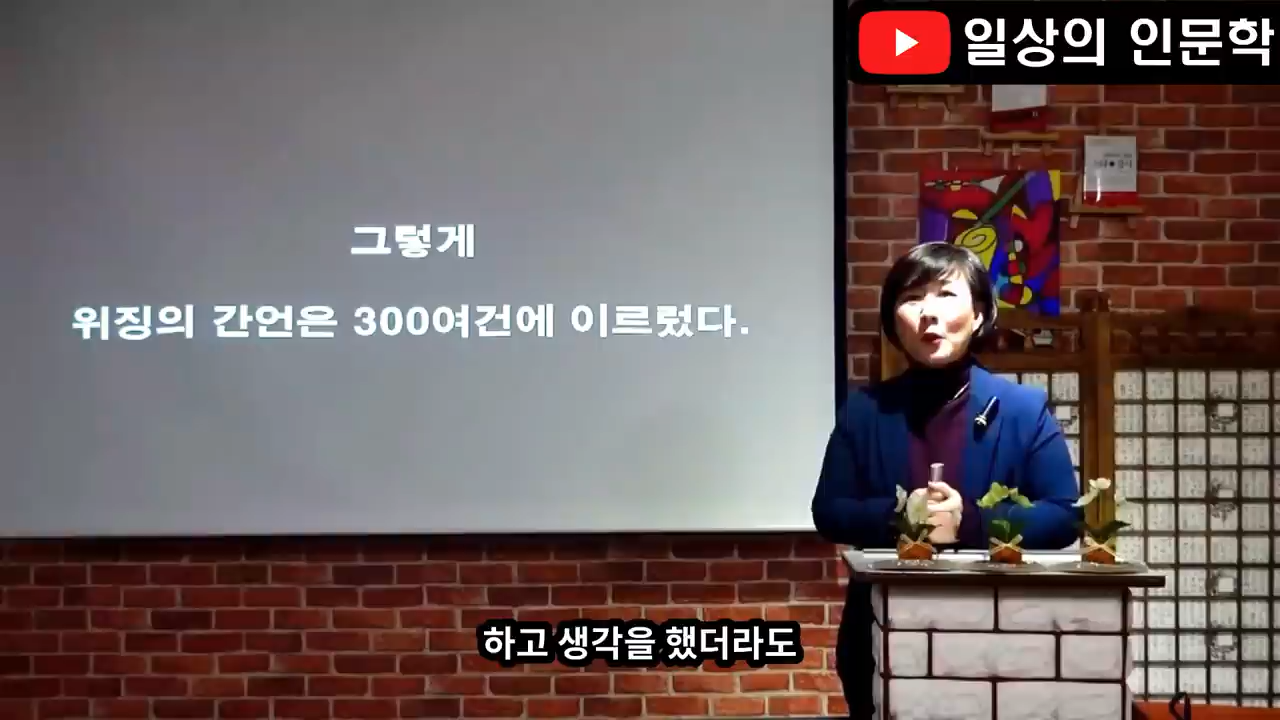 일상의 인문학
그렇게
위징의 간언은 300여건에 이르렀다.
하고 생각을 했더라도